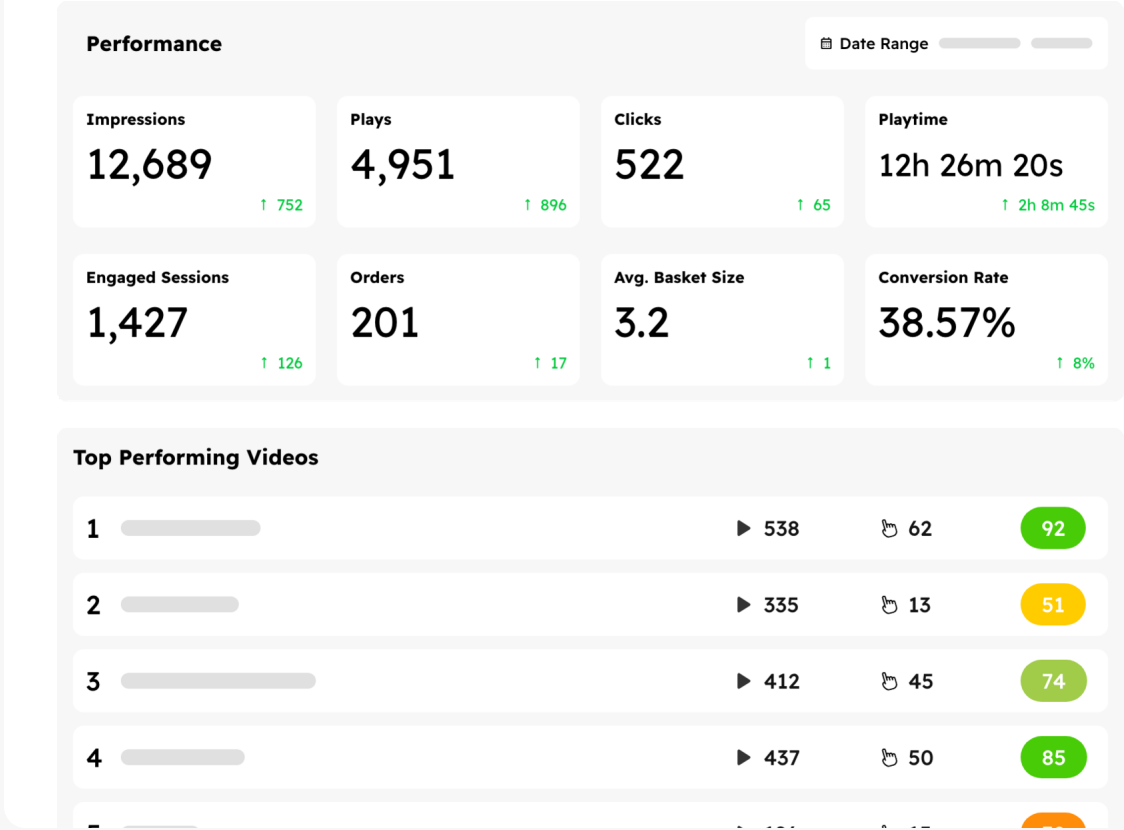 Performance
Date Range
Impressions
12,689
↑ 752
Plays
4,951
↑ 896
Clicks
522
↑ 65
Playtime
12h 26m 20s
↑ 2h 8m 45s
Engaged Sessions
1,427
↑ 126
Orders
201
↑ 17
Avg. Basket Size
3.2
↑ 1
Conversion Rate
38.57%
↑ 8%
Top Performing Videos
1 538 62 92
2 335 13 51
3 412 45 74
4 437 50 85